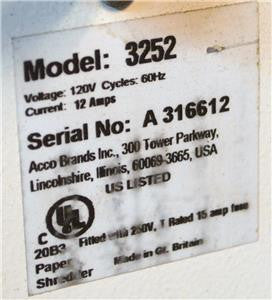 Model: 3252
Voltage: 120V Cycles: 60Hz
Current: 12 Amps
Serial No: A 316612
Acco Brands Inc., 300 Tower Parkway,
Lincolnshire, Illinois, 60069-3665, USA
US LISTED
UL
C
20B3 Fitted with 250V, T Rated 15 amp fuse
Paper
Shredder Made in Gt. Britain